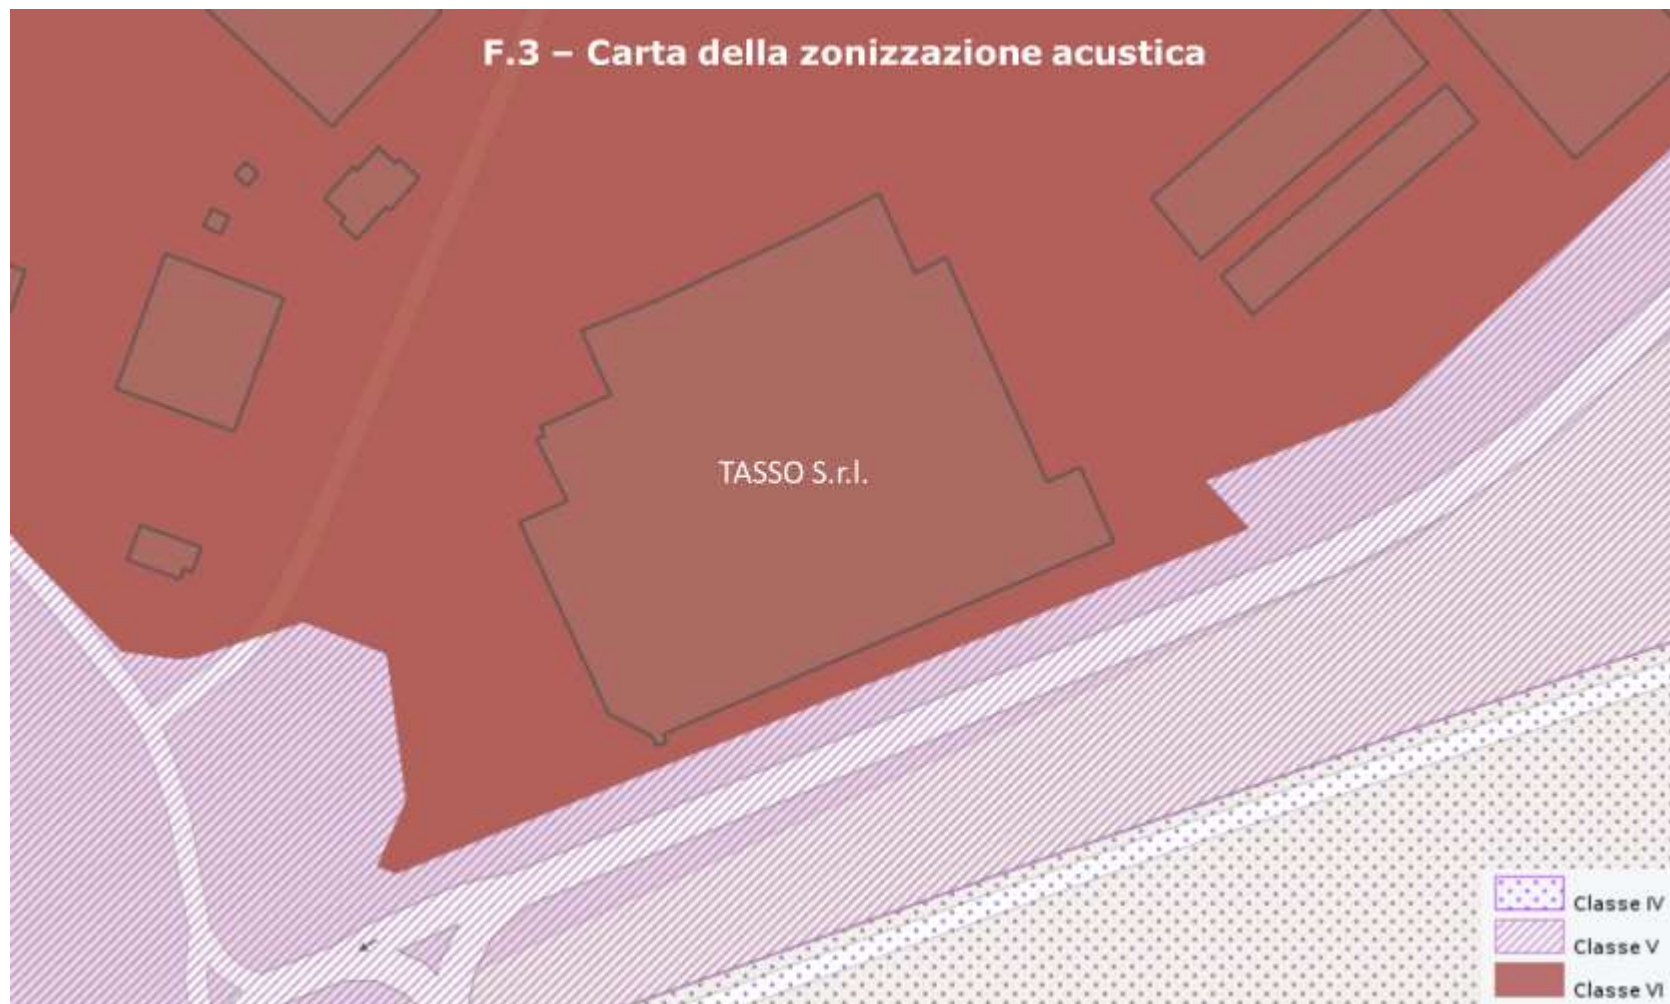 F.3 – Carta della zonizzazione acustica
TASSO S.r.l.
Classe IV
Classe V
Classe VI